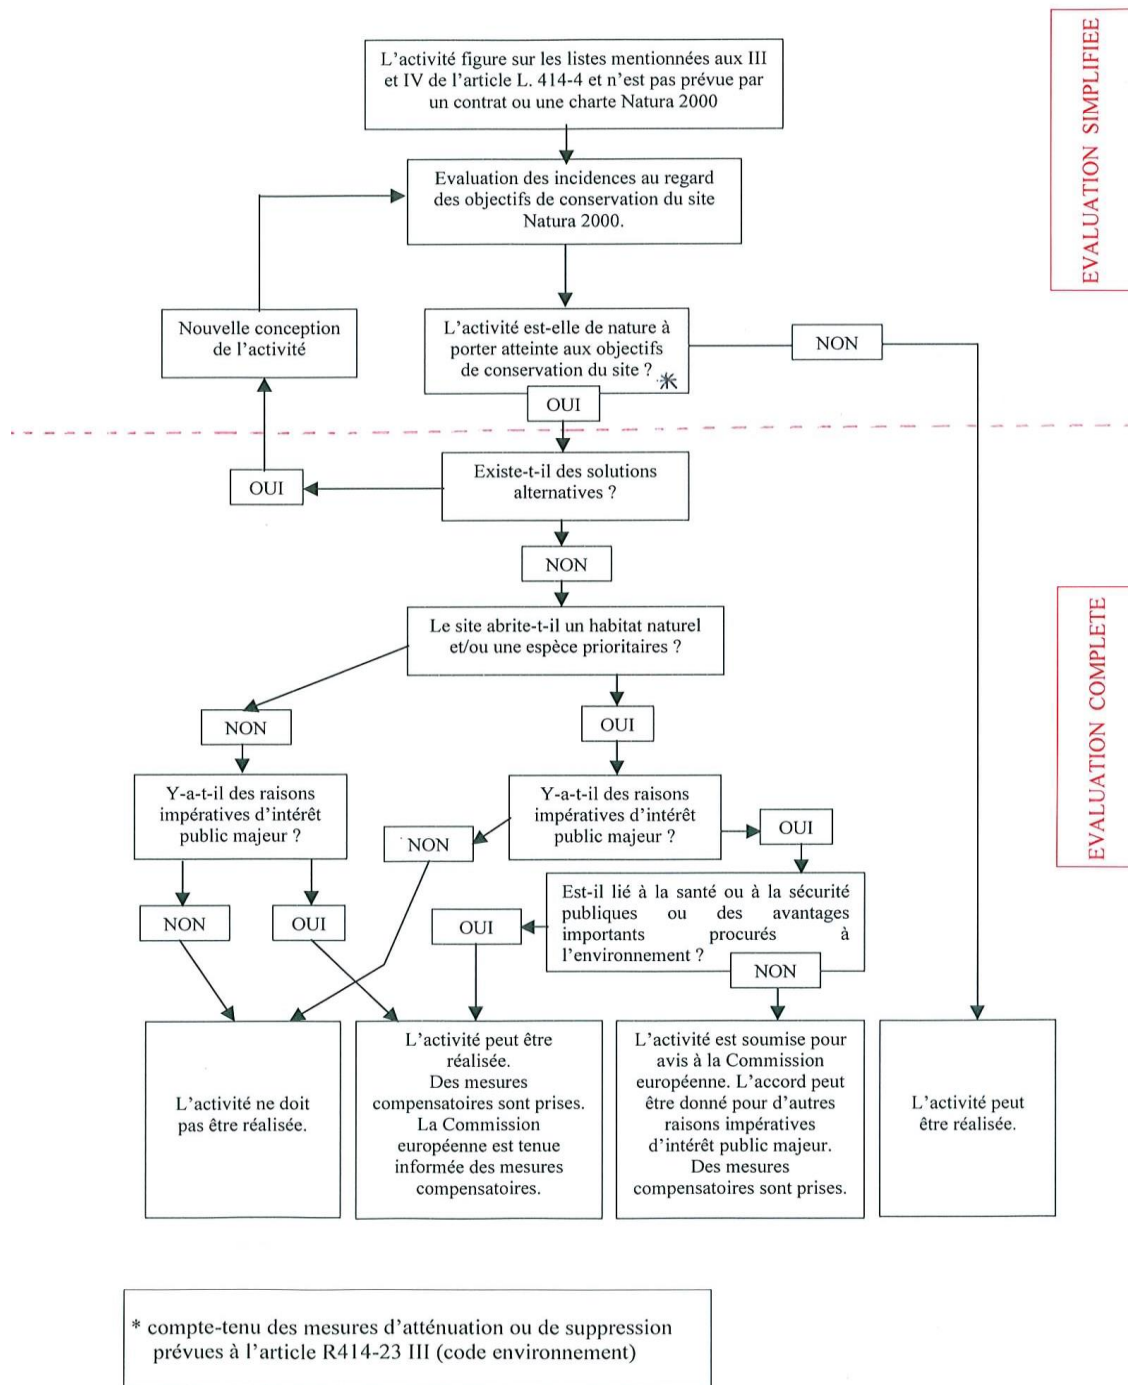 EVALUATION SIMPLIFIEE
L'activité figure sur les listes mentionnées aux III
et IV de l'article L. 414-4 et n'est pas prévue par
un contrat ou une charte Natura 2000
Evaluation des incidences au regard
des objectifs de conservation du site
Natura 2000.
Nouvelle conception
de l'activité
L'activité est-elle de nature à
porter atteinte aux objectifs
de conservation du site ? *
NON
OUI
Existe-t-il des solutions
alternatives ?
OUI
NON
EVALUATION COMPLETE
Le site abrite-t-il un habitat naturel
et/ou une espèce prioritaires ?
NON
OUI
Y-a-t-il des raisons
impératives d'intérêt
public majeur ?
Y-a-t-il des raisons
impératives d'intérêt
public majeur ?
NON
OUI
Est-il lié à la santé ou à la sécurité
publiques ou des avantages
importants procurés à
l'environnement ?
NON
OUI
OUI
NON
L'activité ne doit
pas être réalisée.
L'activité peut être
réalisée.
Des mesures
compensatoires sont prises.
La Commission
européenne est tenue
informée des mesures
compensatoires.
L'activité est soumise pour
avis à la Commission
européenne. L'accord peut
être donné pour d'autres
raisons impératives
d'intérêt public majeur.
Des mesures
compensatoires sont prises.
L'activité peut
être réalisée.
* compte-tenu des mesures d'atténuation ou de suppression
prévues à l'article R414-23 III (code environnement)